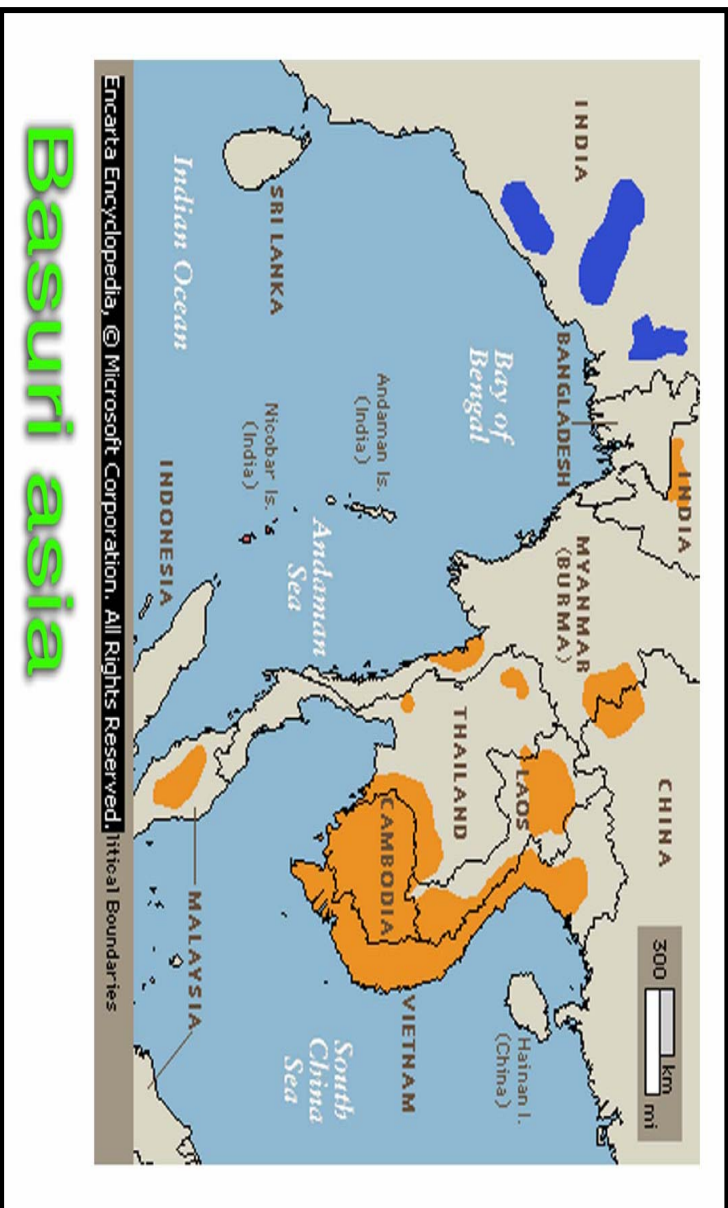 CHINA
300
km
mi
INDIA
INDIA
MYANMAR
(BURMA)
BANGLADESH
LAOS
Hainan I.
(China)
Bay of
Bengal
THAILAND
VIETNAM
CAMBODIA
Andaman Is.
(India)
Andaman
Sea
South
China
Sea
SRI LANKA
Nicobar Is.
(India)
MALAYSIA
Indian Ocean
INDONESIA
Encarta Encyclopedia, © Microsoft Corporation. All Rights Reserved. litical Boundaries
Basuri asia